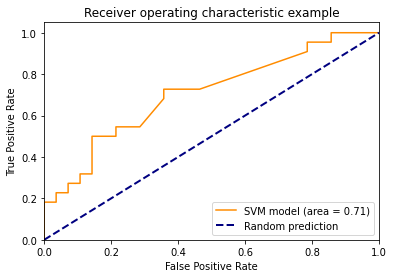 Receiver operating characteristic example
1.0
0.8
0.6
0.4
0.2
0.0
True Positive Rate
SVM model (area = 0.71)
Random prediction
0.0 0.2 0.4 0.6 0.8 1.0
False Positive Rate